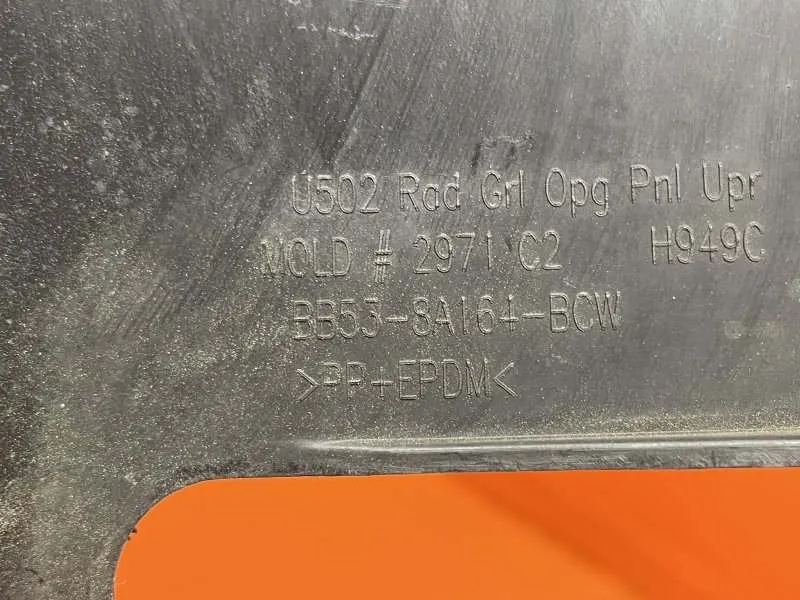 U502 Rad Grl Opg Pnl Upr
MOLD # 2971 C2 H949C
BB53-8A164-BCW
>PP+EPDM<